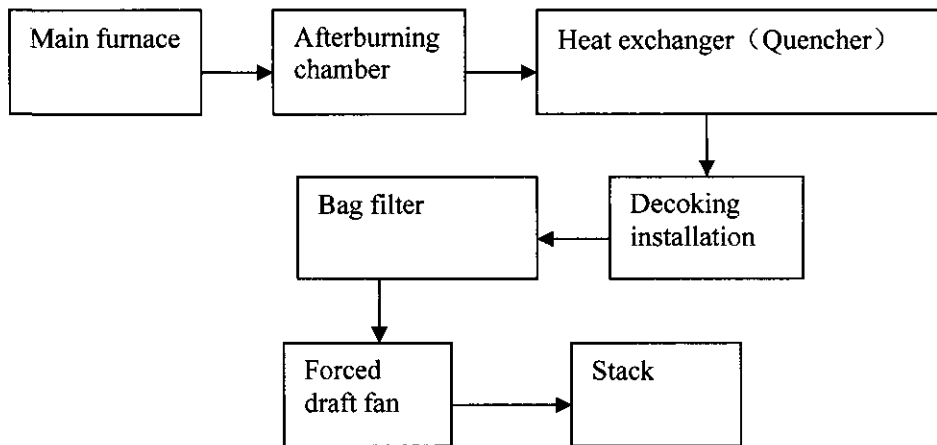 Main furnace
Afterburning
chamber
Heat exchanger（Quencher）
Decoking
installation
Bag filter
Forced
draft fan
Stack